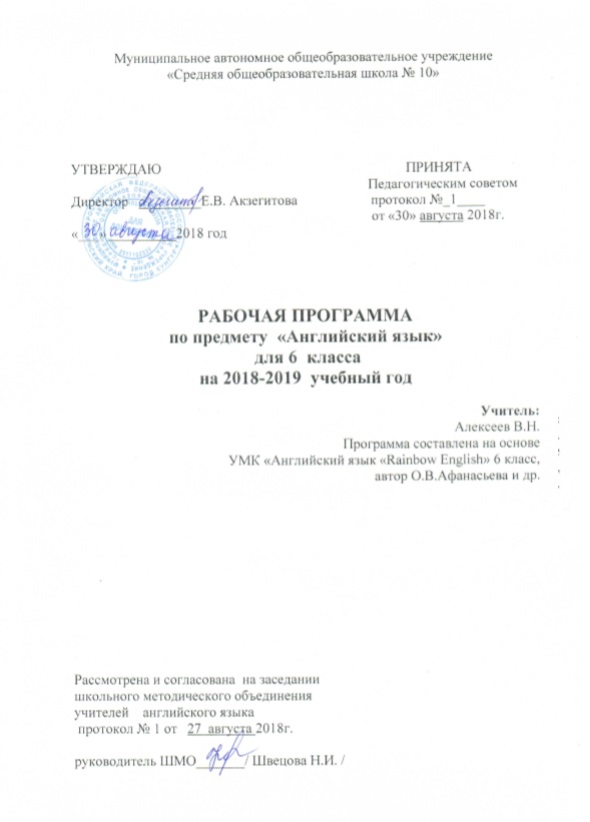 Муниципальное автономное общеобразовательное учреждение
«Средняя общеобразовательная школа № 10»
УТВЕРЖДАЮ
Директор Е.В. Акзегитова
«30» августа 2018 год
ПРИНЯТА
Педагогическим советом
протокол №_1____
от «30» августа 2018г.
РАБОЧАЯ ПРОГРАММА
по предмету «Английский язык»
для 6 класса
на 2018-2019 учебный год
Учитель:
Алексеев В.Н.
Программа составлена на основе
УМК «Английский язык «Rainbow English» 6 класс,
автор О.В.Афанасьева и др.
Рассмотрена и согласована на заседании
школьного методического объединения
учителей английского языка
протокол № 1 от 27 августа 2018г.
руководитель ШМО_______/ Швецова Н.И. /